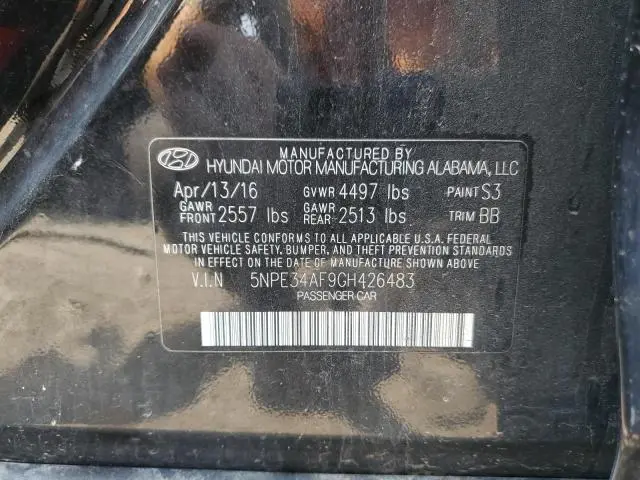 MANUFACTURED BY
HYUNDAI MOTOR MANUFACTURING ALABAMA, LLC
Apr/13/16 GVWR 4497 lbs PAINT S3
GAWR FRONT 2557 lbs GAWR REAR 2513 lbs TRIM BB
THIS VEHICLE CONFORMS TO ALL APPLICABLE U.S.A. FEDERAL
MOTOR VEHICLE SAFETY, BUMPER, AND THEFT PREVENTION STANDARDS
IN EFFECT ON THE DATE OF MANUFACTURE SHOWN ABOVE
V.I.N 5NPE34AF9GH426483
PASSENGER CAR